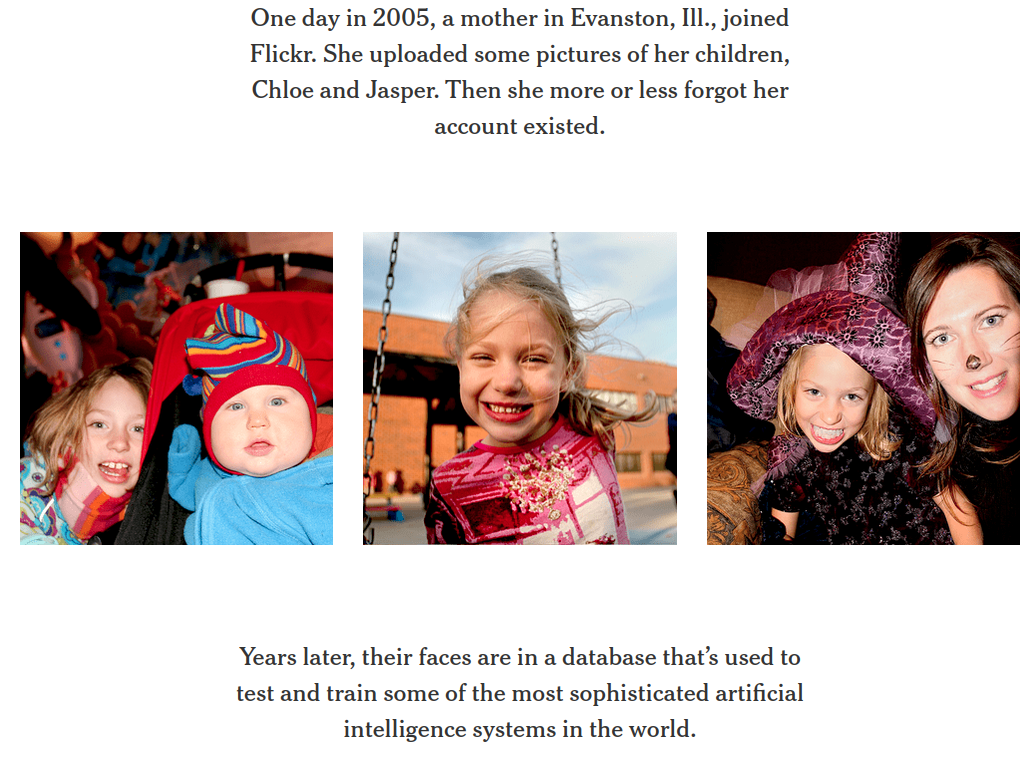 One day in 2005, a mother in Evanston, Ill., joined
Flickr. She uploaded some pictures of her children,
Chloe and Jasper. Then she more or less forgot her
account existed.
Years later, their faces are in a database that’s used to
test and train some of the most sophisticated artificial
intelligence systems in the world.